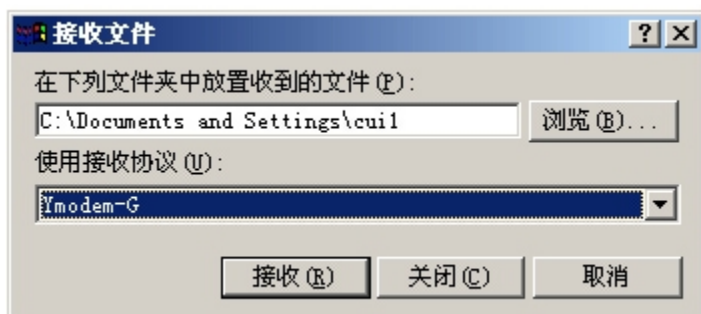 接收文件
在下列文件夹中放置收到的文件(P):
C:\Documents and Settings\cui1
浏览(B)...
使用接收协议(U):
Ymodem-G
接收(R)
关闭(C)
取消